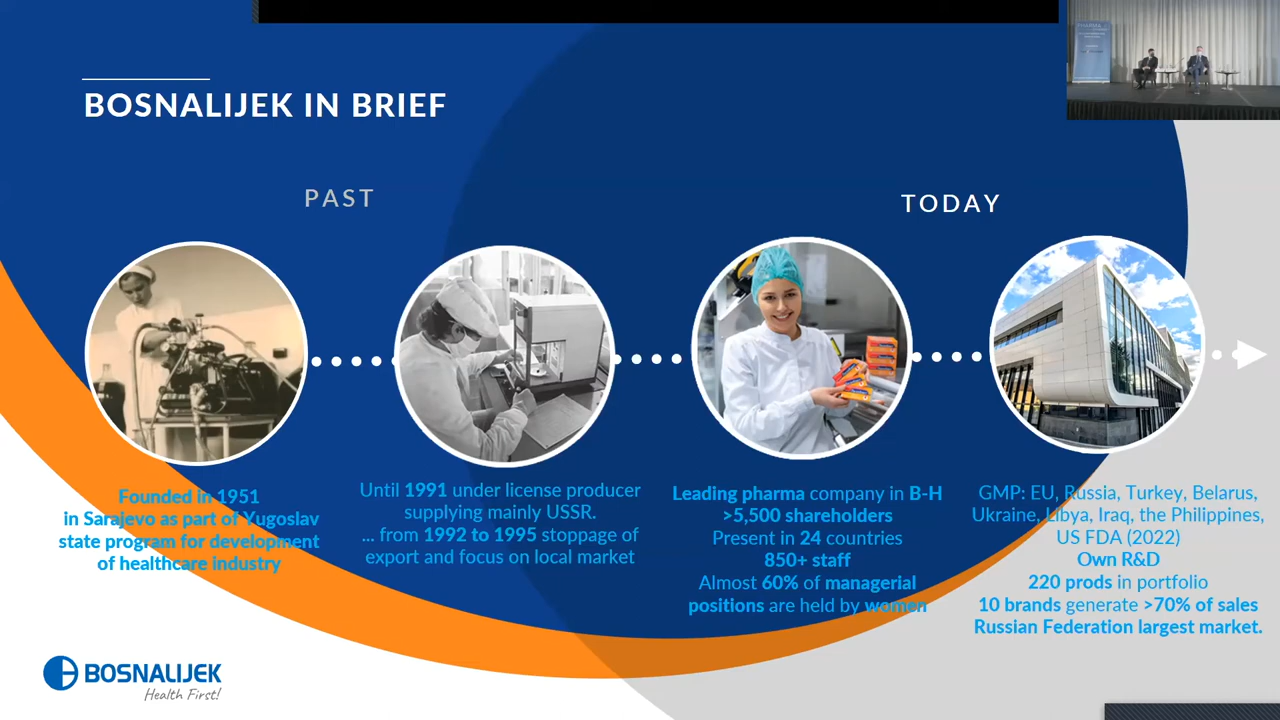 BOSNALIJEK IN BRIEF
PAST
TODAY
Founded in 1951
in Sarajevo as part of Yugoslav
state program for development
of healthcare industry
Until 1991 under license producer
supplying mainly USSR.
... from 1992 to 1995 stoppage of
export and focus on local market
Leading pharma company in B-H
>5,500 shareholders
Present in 24 countries
850+ staff
Almost 60% of managerial
positions are held by women
GMP: EU, Russia, Turkey, Belarus,
Ukraine, Libya, Iraq, the Philippines,
US FDA (2022)
Own R&D
220 prods in portfolio
10 brands generate >70% of sales
Russian Federation largest market.
BOSNALIJEK
Health First!